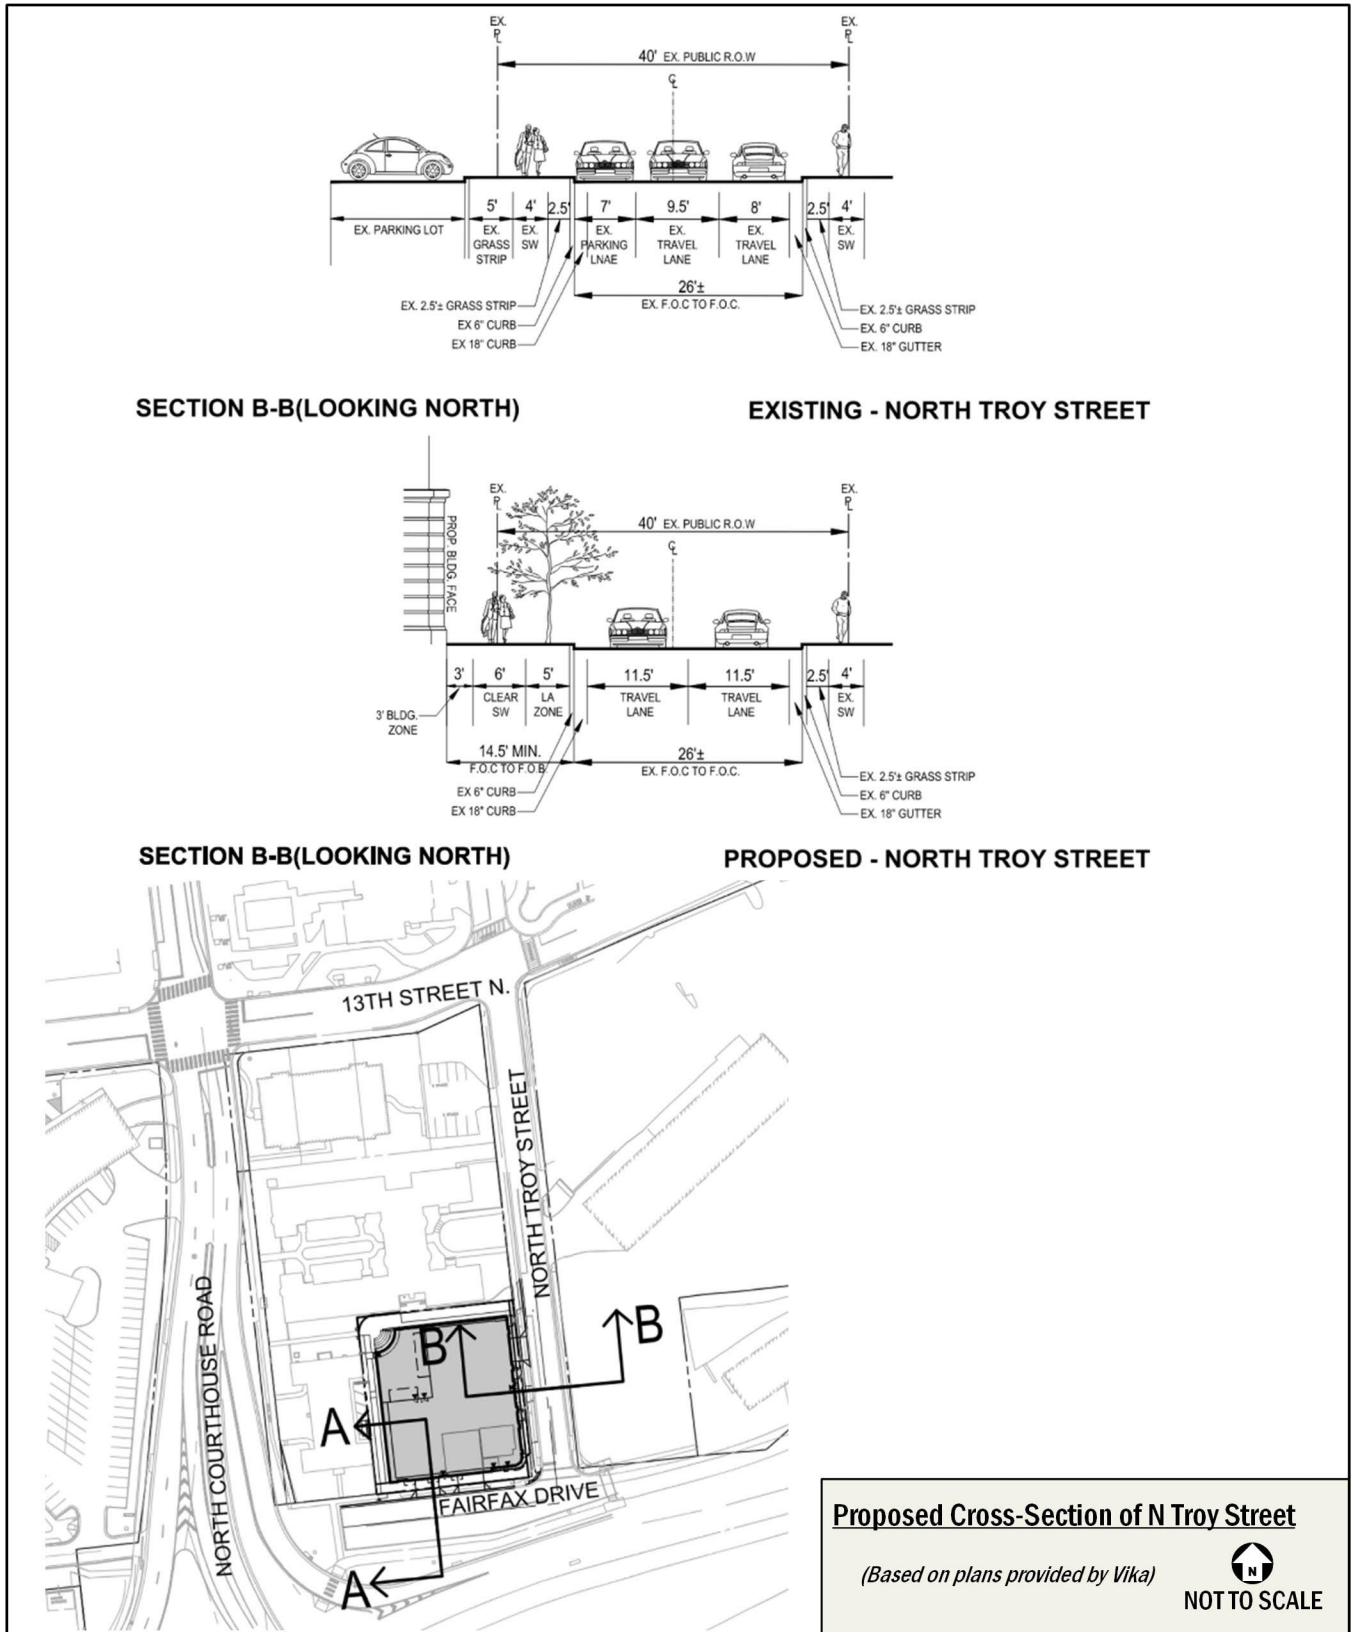 EX. EX.
PL PL
40' EX. PUBLIC R.O.W
CL
5' 4' 2.5' 7' 9.5' 8' 2.5' 4'
EX. PARKING LOT EX. EX. EX. EX. EX. EX.
GRASS SW PARKING TRAVEL TRAVEL SW
STRIP LNAE LANE LANE
26'±
EX. F.O.C TO F.O.C.
EX. 2.5'± GRASS STRIP
EX 6" CURB
EX 18" CURB
EX. 2.5'± GRASS STRIP
EX. 6" CURB
EX. 18" GUTTER
SECTION B-B(LOOKING NORTH) EXISTING - NORTH TROY STREET
EX. EX.
PL PL
40' EX. PUBLIC R.O.W
CL
PROP. BLDG. FACE
3' 6' 5' 11.5' 11.5' 2.5' 4'
CLEAR LA TRAVEL TRAVEL EX.
SW ZONE LANE LANE SW
3' BLDG.
ZONE
14.5' MIN.
F.O.C TO F.O.B
26'±
EX. F.O.C TO F.O.C.
EX 6" CURB
EX 18" CURB
EX. 2.5'± GRASS STRIP
EX. 6" CURB
EX. 18" GUTTER
SECTION B-B(LOOKING NORTH) PROPOSED - NORTH TROY STREET
13TH STREET N.
NORTH TROY STREET
NORTH COURTHOUSE ROAD
B B
A
FAIRFAX DRIVE
A
Proposed Cross-Section of N Troy Street
(Based on plans provided by Vika)
N
NOT TO SCALE